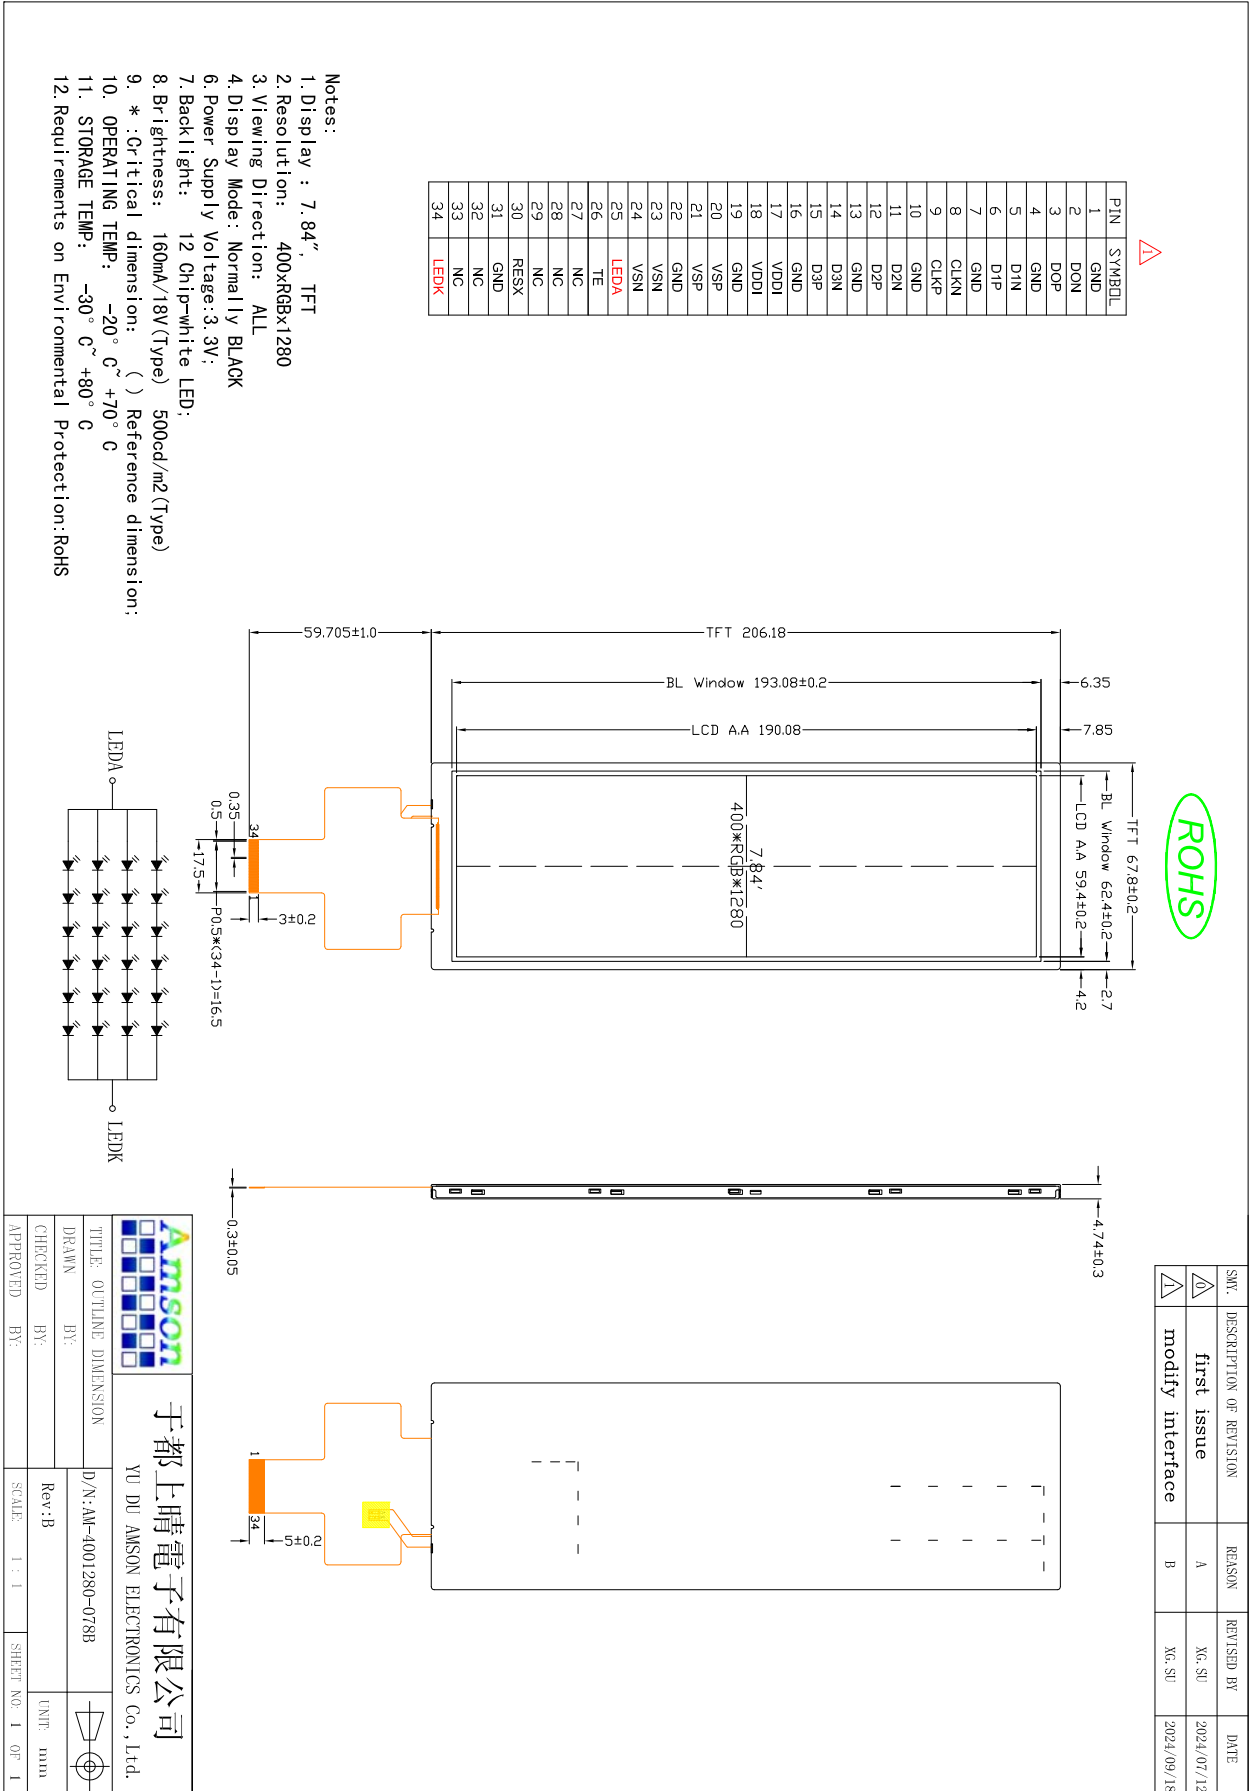 SMY. DESCRIPTION OF REVISION REASON REVISED BY DATE
0 first issue A XG.SU 2024/07/12
1 modify interface B XG.SU 2024/09/18
ROHS
1
PIN SYMBOL
1 GND
2 D0N
3 D0P
4 GND
5 D1N
6 D1P
7 GND
8 CLKN
9 CLKP
10 GND
11 D2N
12 D2P
13 GND
14 D3N
15 D3P
16 GND
17 VDDI
18 VDDI
19 GND
20 VSP
21 VSP
22 GND
23 VSN
24 VSN
25 LEDA
26 TE
27 NC
28 NC
29 NC
30 RESX
31 GND
32 NC
33 NC
34 LEDK
TFT 67.8±0.2
BL Window 62.4±0.2
2.7
LCD A.A 59.4±0.2
4.2
7.85
6.35
TFT 206.18
BL Window 193.08±0.2
LCD A.A 190.08
7.84'
400*RGB*1280
59.705±1.0
34
1
3±0.2
0.35
0.5
17.5
P0.5*(34-1)=16.5
4.74±0.3
0.3±0.05
1
34
5±0.2
Notes:
1.Display : 7.84″, TFT
2.Resolution: 400xRGBx1280
3.Viewing Direction: ALL
4.Display Mode: Normally BLACK
6.Power Supply Voltage:3.3V;
7.Backlight: 12 Chip-white LED;
8.Brightness: 160mA/18V(Type) 500cd/m2(Type)
9. * :Critical dimension: ( ) Reference dimension;
10. OPERATING TEMP: -20° C~ +70° C
11. STORAGE TEMP: -30° C~ +80° C
12.Requirements on Environmental Protection:RoHS
LEDA
LEDK
Amson
于都上晴電子有限公司
YU DU AMSON ELECTRONICS Co.,Ltd.
TITLE: OUTLINE DIMENSION
D/N:AM-4001280-078B
DRAWN BY:
CHECKED BY:
Rev:B
UNIT: mm
APPROVED BY:
SCALE: 1 : 1
SHEET NO: 1 OF 1